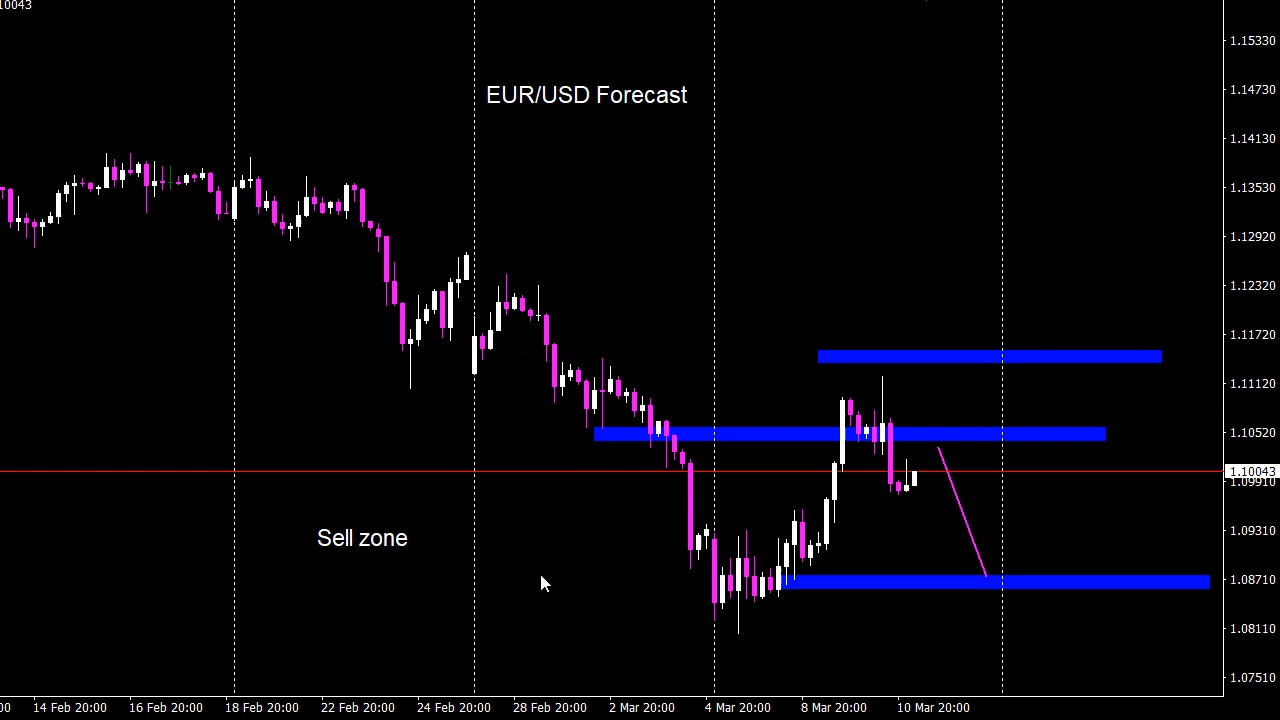 10043
EUR/USD Forecast
Sell zone
1.15330
1.14730
1.14130
1.13530
1.12920
1.12320
1.11720
1.11120
1.10520
1.10043
1.09910
1.09310
1.08710
1.08110
1.07510
00
14 Feb 20:00
16 Feb 20:00
18 Feb 20:00
22 Feb 20:00
24 Feb 20:00
28 Feb 20:00
2 Mar 20:00
4 Mar 20:00
8 Mar 20:00
10 Mar 20:00